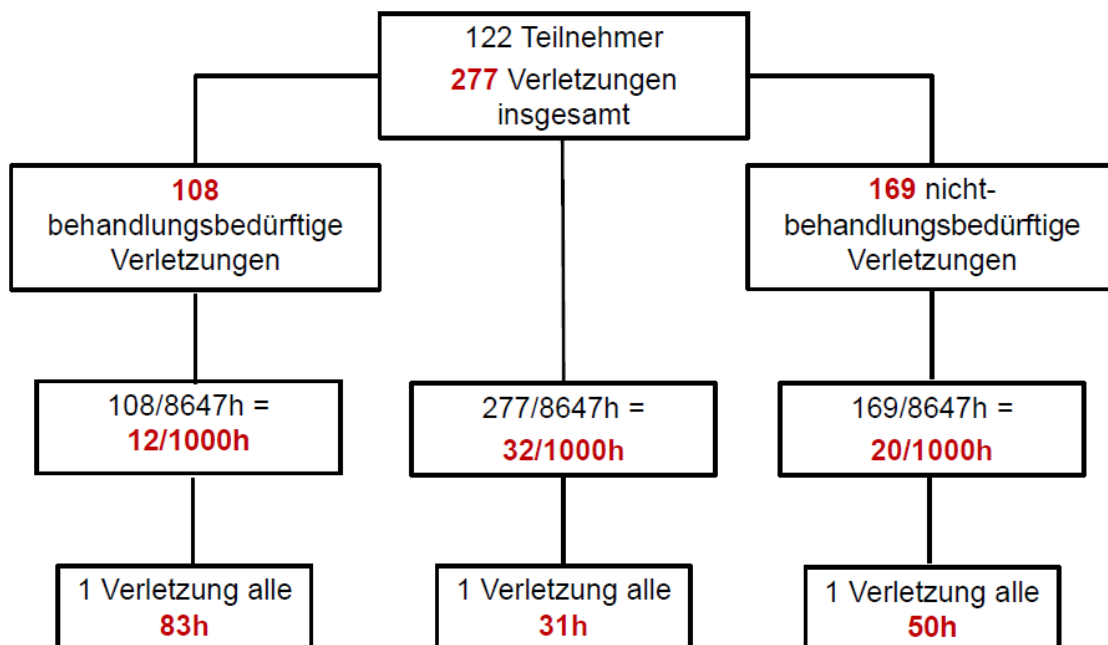 122 Teilnehmer
277 Verletzungen
insgesamt
108
behandlungsbedürftige
Verletzungen
169 nicht-
behandlungsbedürftige
Verletzungen
108/8647h =
12/1000h
277/8647h =
32/1000h
169/8647h =
20/1000h
1 Verletzung alle
83h
1 Verletzung alle
31h
1 Verletzung alle
50h